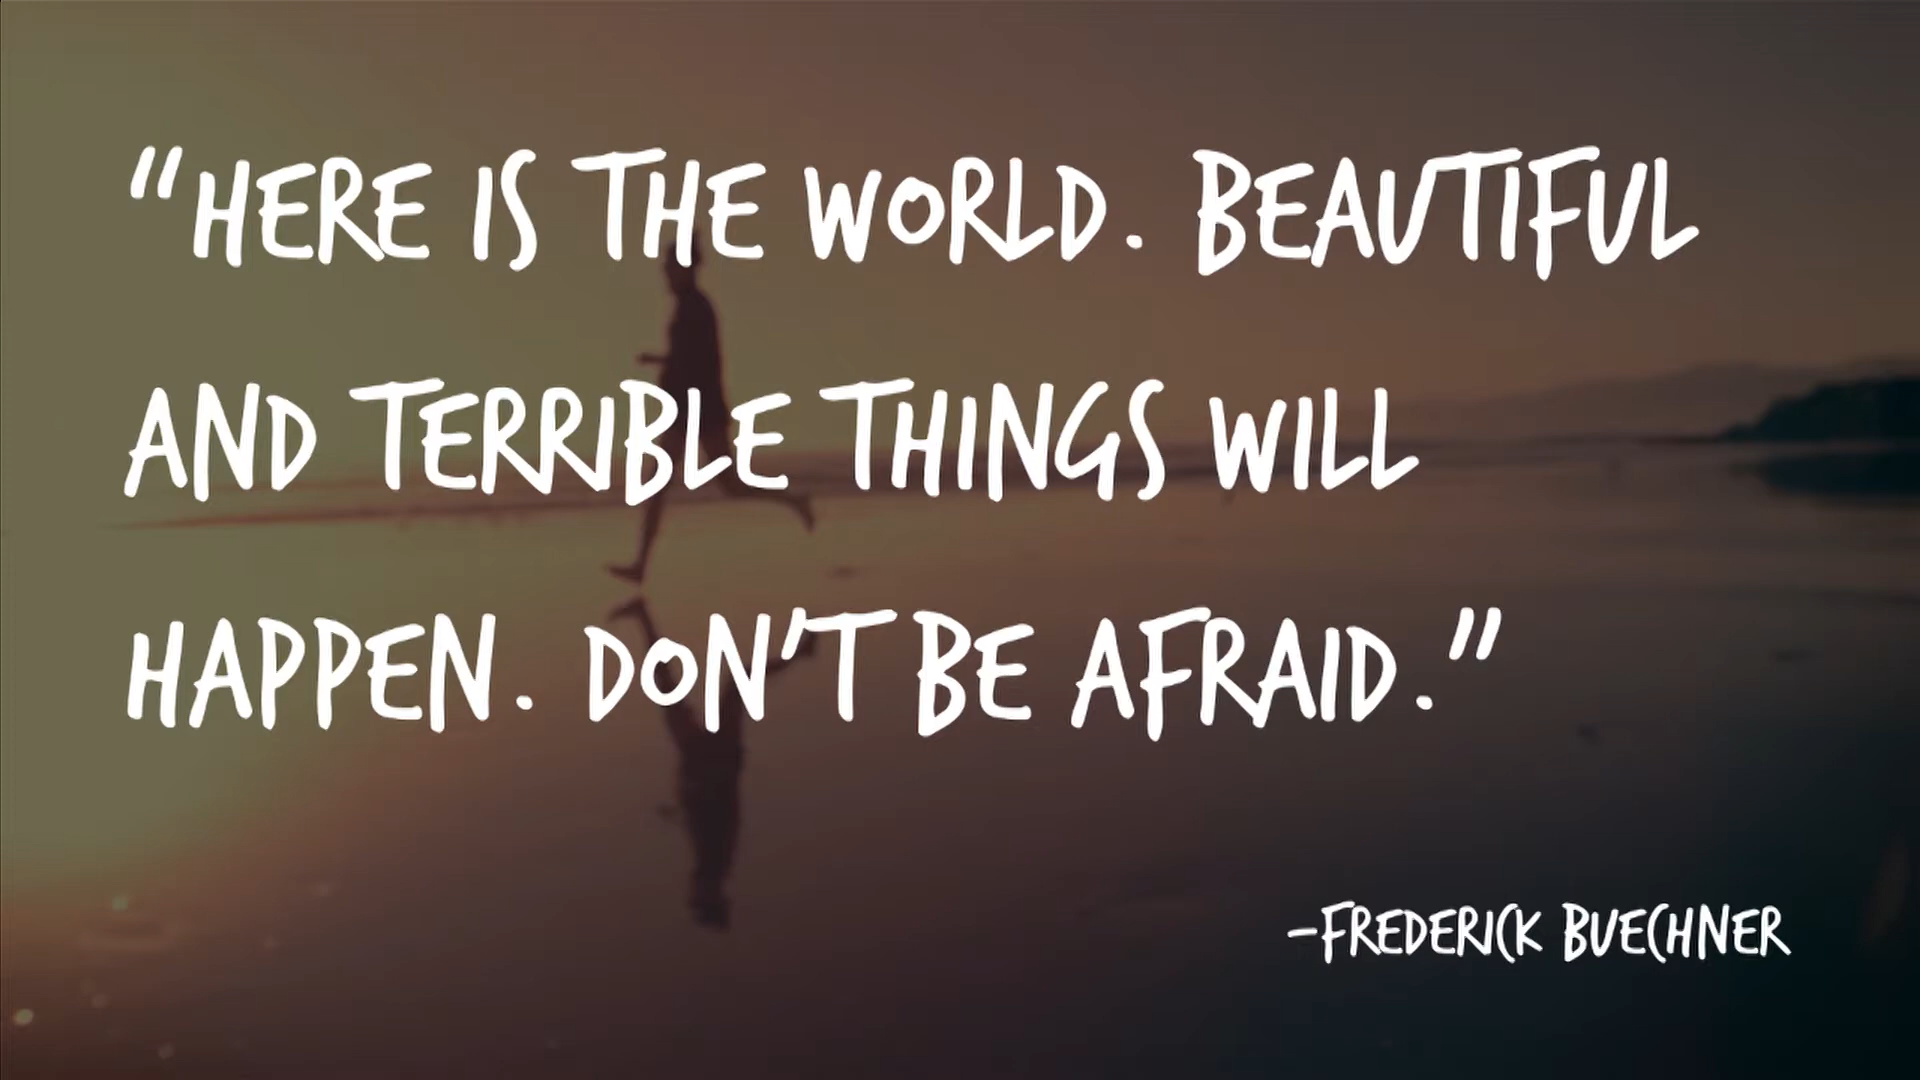 “HERE IS THE WORLD. BEAUTIFUL
AND TERRIBLE THINGS WILL
HAPPEN. DON’T BE AFRAID.”
-FREDERICK BUECHNER